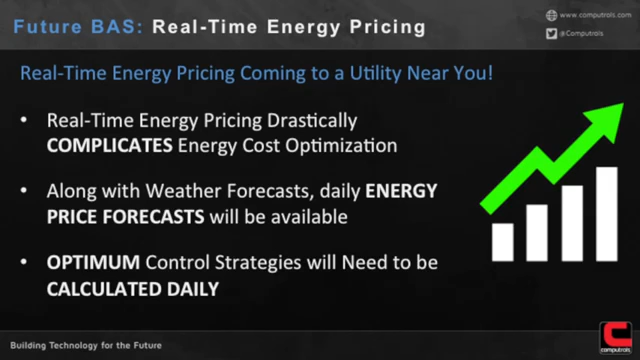 Future BAS: Real-Time Energy Pricing
www.computrols.com
@Computrols
Real-Time Energy Pricing Coming to a Utility Near You!
• Real-Time Energy Pricing Drastically
COMPLICATES Energy Cost Optimization
• Along with Weather Forecasts, daily ENERGY
PRICE FORECASTS will be available
• OPTIMUM Control Strategies will Need to be
CALCULATED DAILY
Building Technology for the Future
computrols